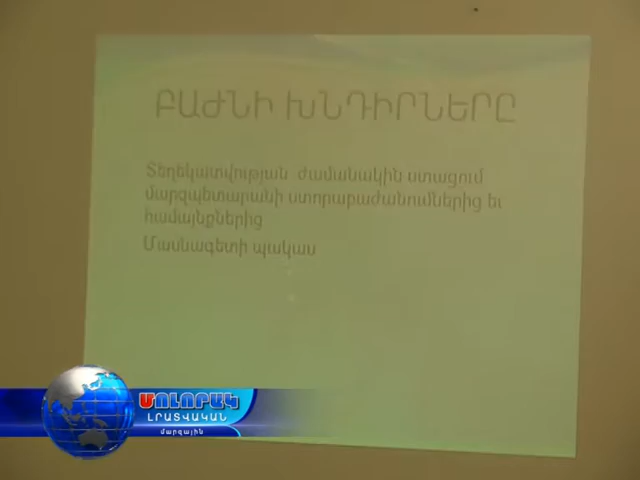 ԲԱԺՆԻ ԽՆԴԻՐՆԵՐԸ
Տեղեկատվության ժամանակին ստացում
մարզպետարանի ստորաբաժանումներից եւ
համայնքներից
Մասնագետի պակաս
ՄՈԼՈՐԱԿ
ԼՐԱՏՎԱԿԱՆ
մարզային